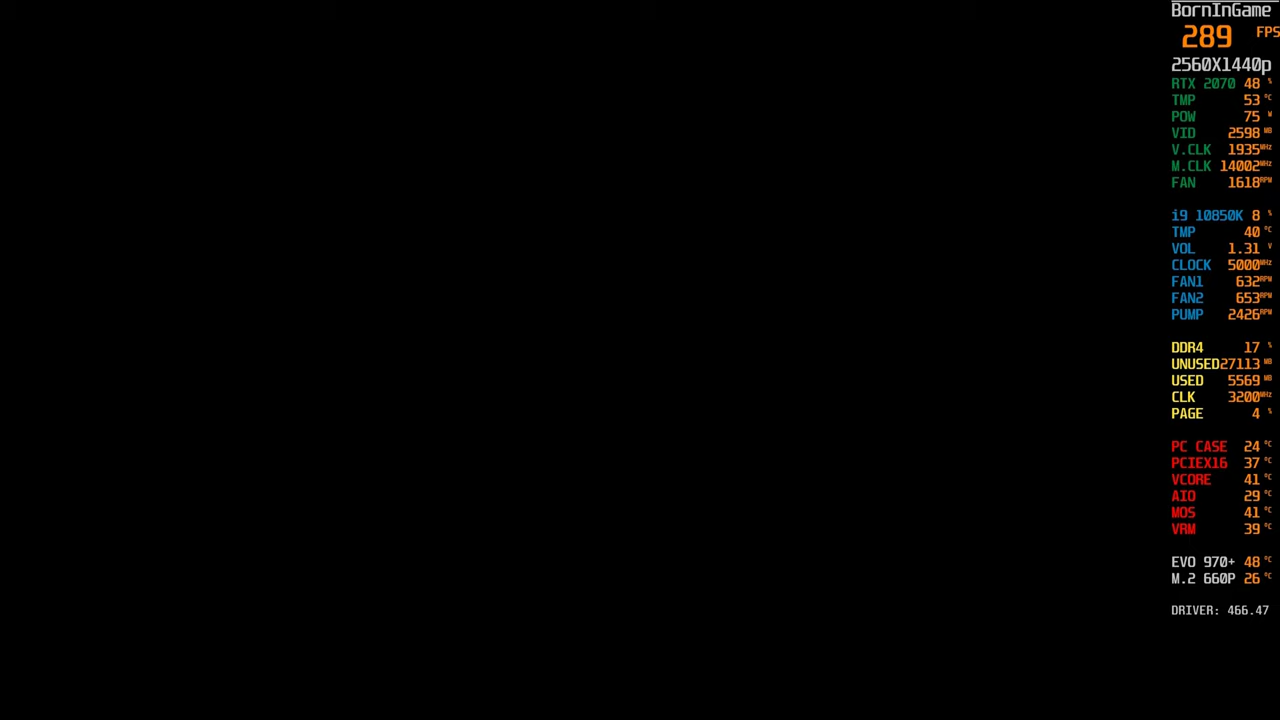 BornInGame
289 FPS
2560X1440p
RTX 2070 48 %
TMP 53 °C
POW 75 W
VID 2598 MB
V.CLK 1935 MHz
M.CLK 14002 MHz
FAN 1618 RPM
i9 10850K 8 %
TMP 40 °C
VOL 1.31 V
CLOCK 5000 MHz
FAN1 632 RPM
FAN2 653 RPM
PUMP 2426 RPM
DDR4 17 %
UNUSED 27113 MB
USED 5569 MB
CLK 3200 MHz
PAGE 4 %
PC CASE 24 °C
PCIEX16 37 °C
VCORE 41 °C
AIO 29 °C
MOS 41 °C
VRM 39 °C
EVO 970+ 48 °C
M.2 660P 26 °C
DRIVER: 466.47